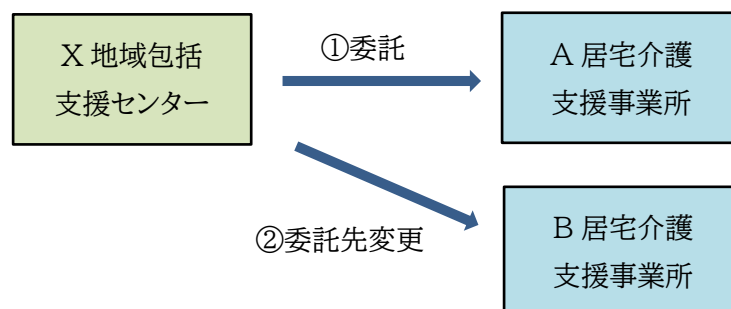 X 地域包括
支援センター
①委託
A 居宅介護
支援事業所
②委託先変更
B 居宅介護
支援事業所